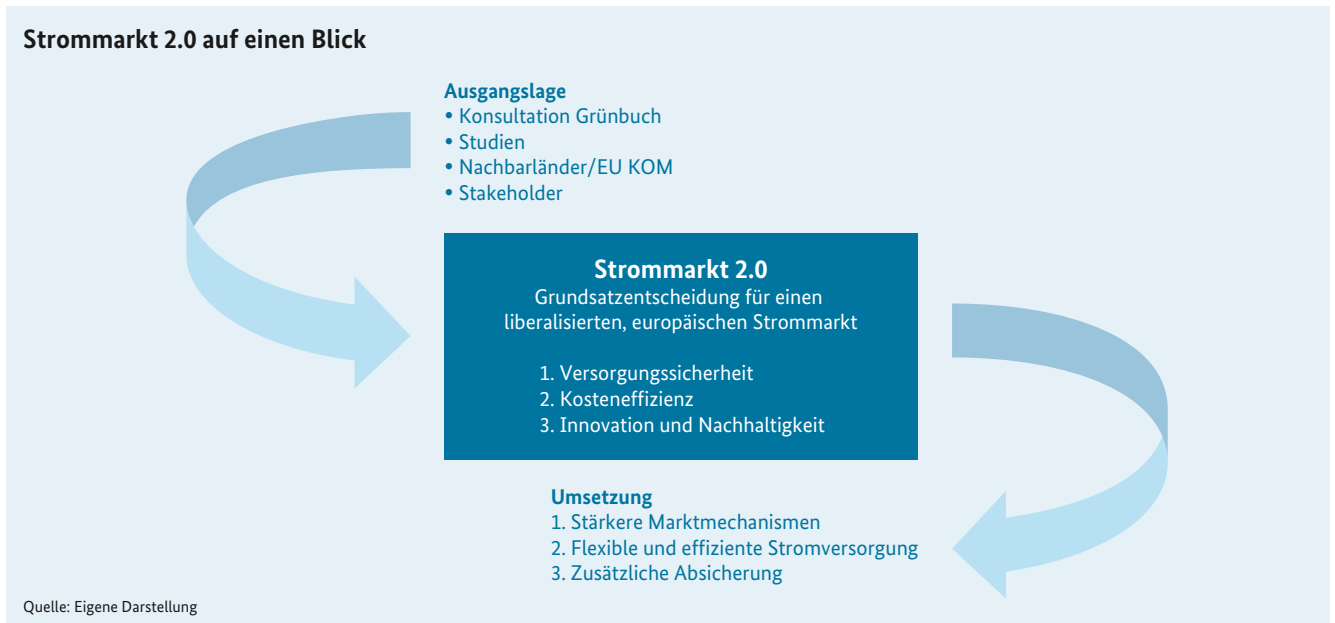 Strommarkt 2.0 auf einen Blick
Ausgangslage
• Konsultation Grünbuch
• Studien
• Nachbarländer/EU KOM
• Stakeholder
Strommarkt 2.0
Grundsatzentscheidung für einen
liberalisierten, europäischen Strommarkt
1. Versorgungssicherheit
2. Kosteneffizienz
3. Innovation und Nachhaltigkeit
Umsetzung
1. Stärkere Marktmechanismen
2. Flexible und effiziente Stromversorgung
3. Zusätzliche Absicherung
Quelle: Eigene Darstellung